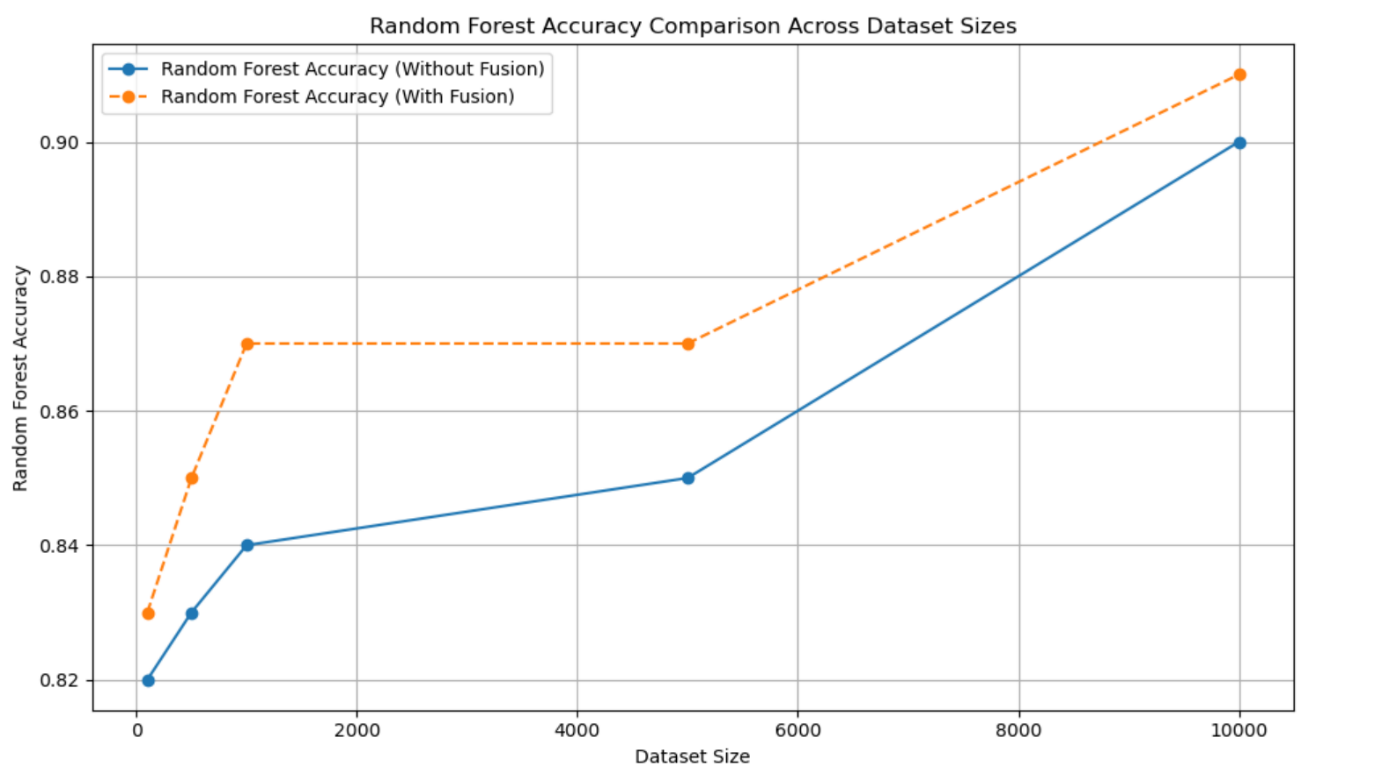 Random Forest Accuracy Comparison Across Dataset Sizes
Random Forest Accuracy (Without Fusion)
Random Forest Accuracy (With Fusion)
0.90
0.88
0.86
0.84
0.82
Random Forest Accuracy
0
2000
4000
6000
8000
10000
Dataset Size